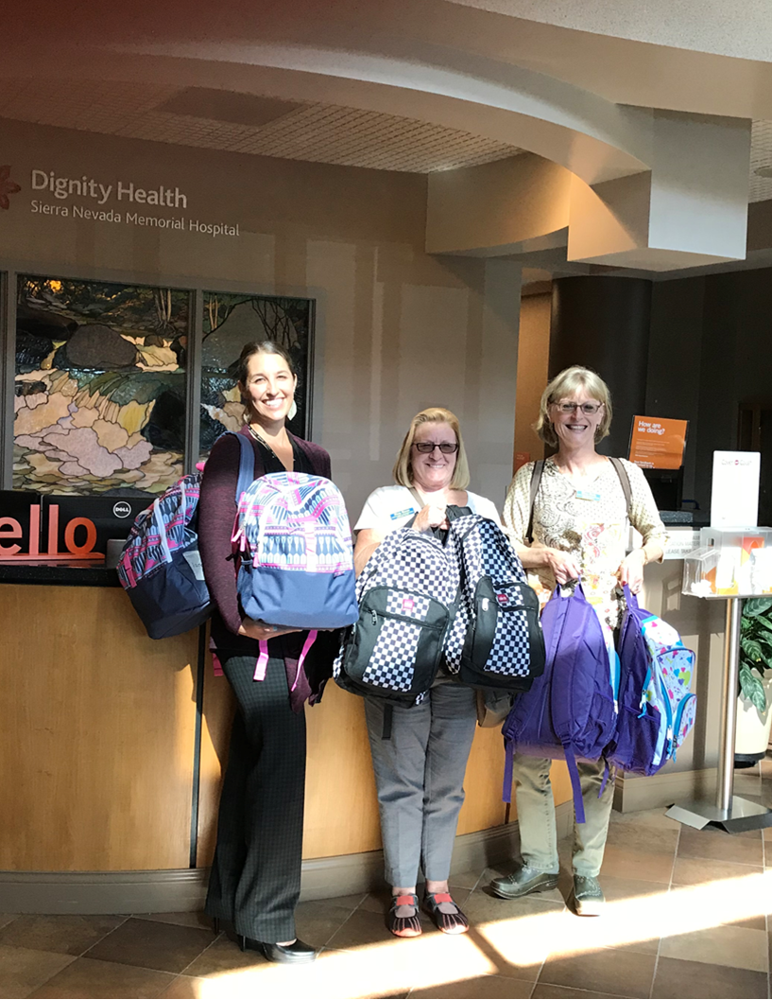 Dignity Health
Sierra Nevada Memorial Hospital
ello
DELL
How are
we doing?